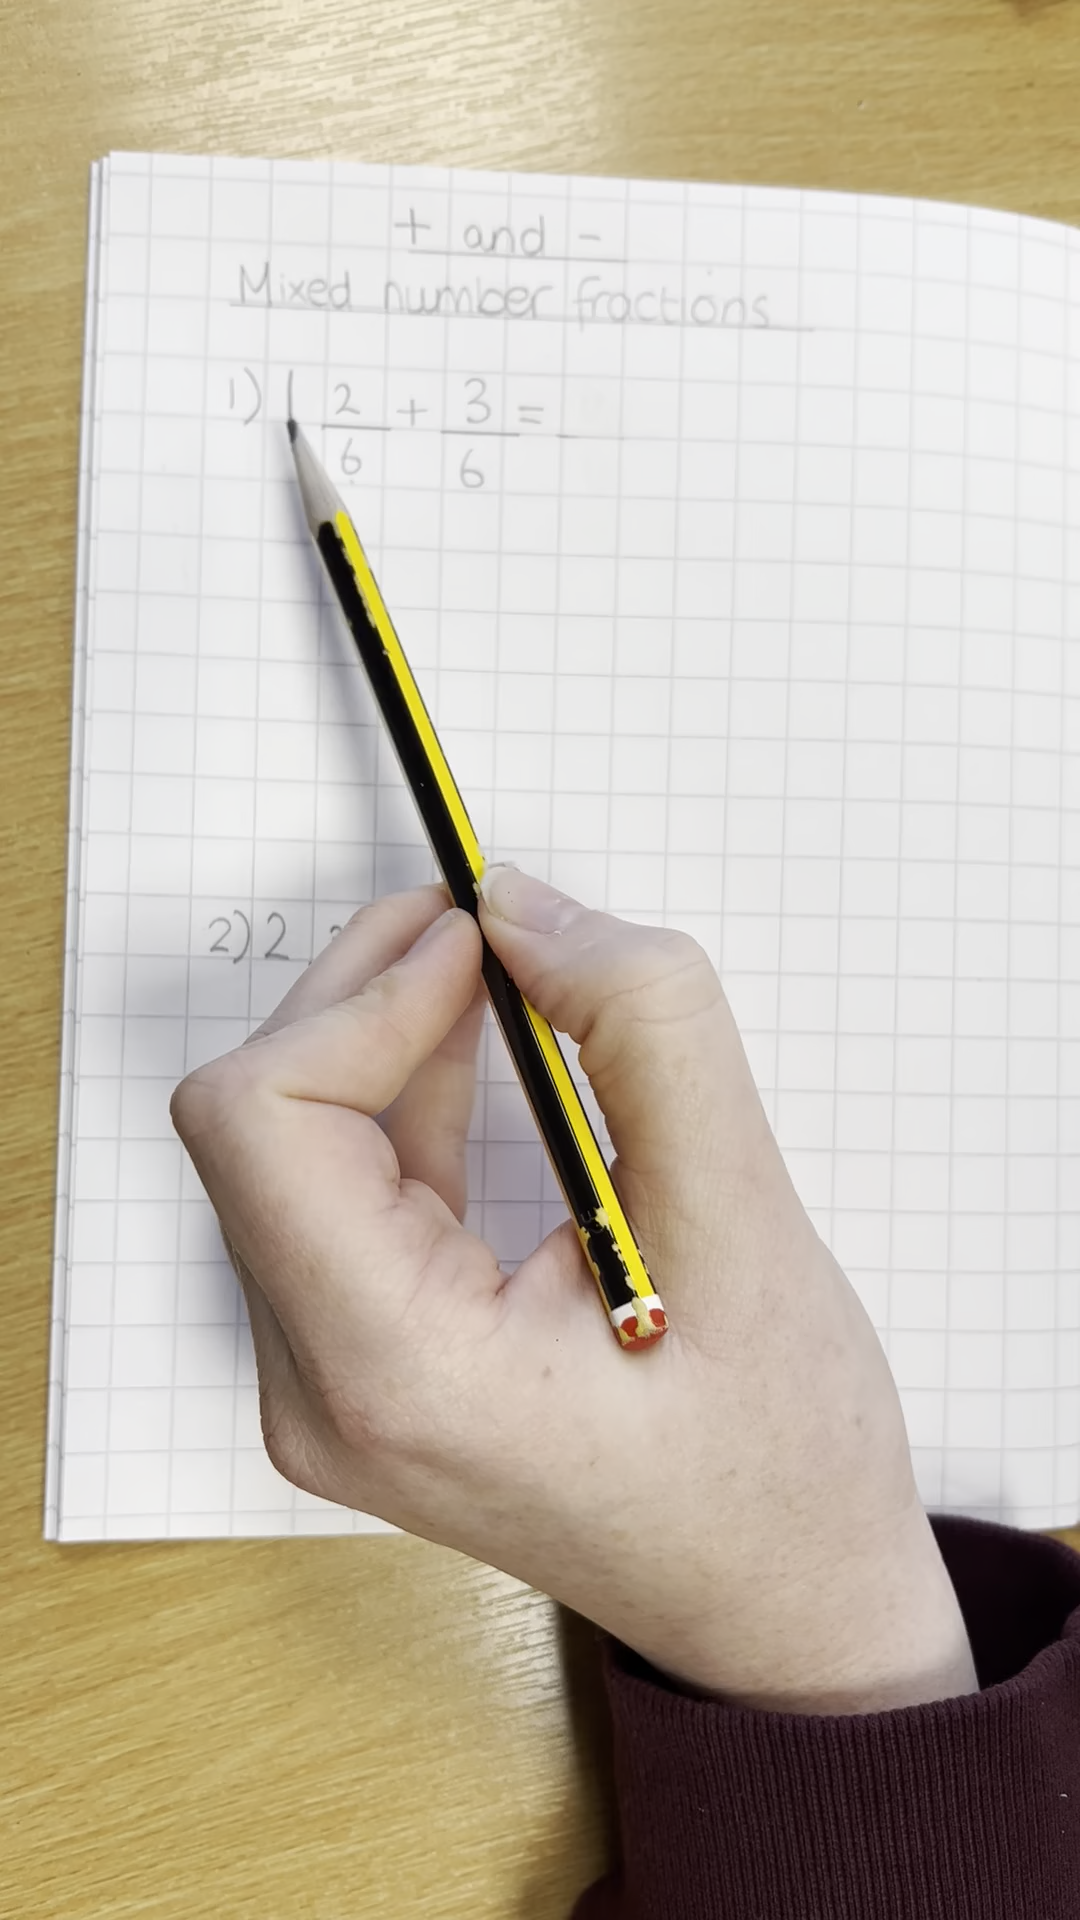 + and -
Mixed number fractions
1) 1 2/6 + 3/6 =
2) 2